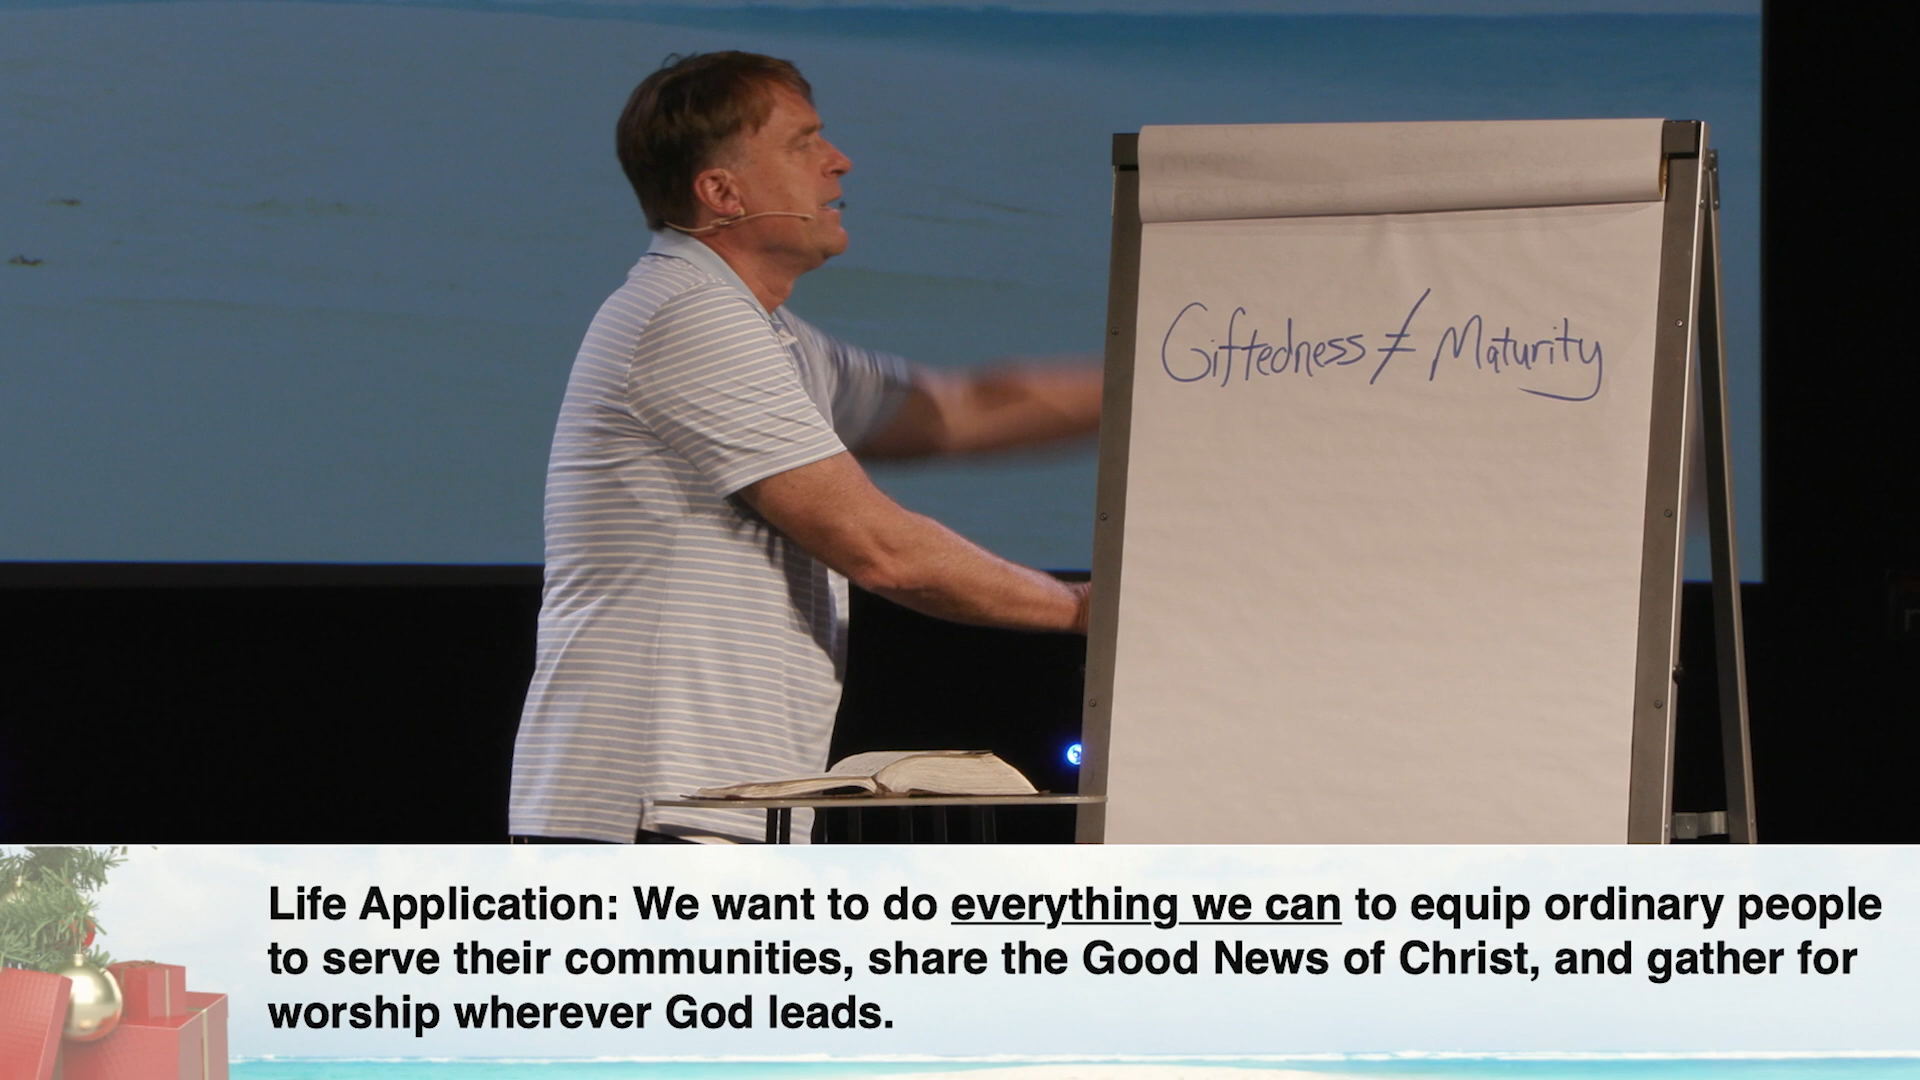 Giftedness ≠ Maturity
Life Application: We want to do everything we can to equip ordinary people
to serve their communities, share the Good News of Christ, and gather for
worship wherever God leads.